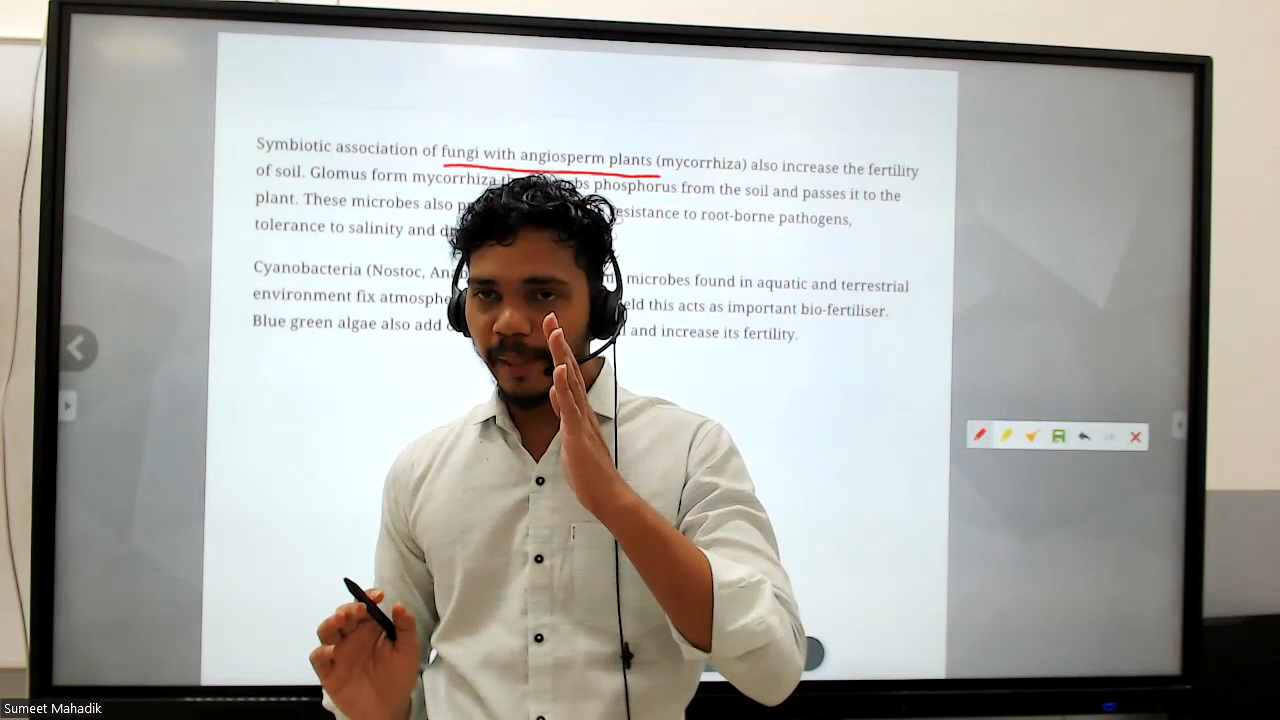 Symbiotic association of fungi with angiosperm plants (mycorrhiza) also increase the fertility
of soil. Glomus form mycorrhiza phosphorus from the soil and passes it to the
plant. These microbes also resistance to root-borne pathogens,
tolerance to salinity and
Cyanobacteria (Nostoc, microbes found in aquatic and terrestrial
environment fix this acts as important bio-fertiliser.
Blue green algae also add and increase its fertility.
Sumeet Mahadik